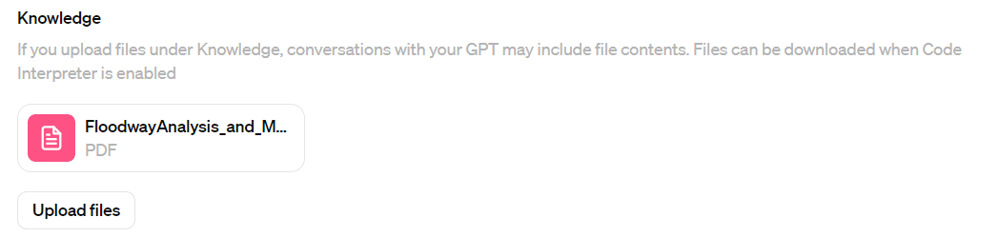 Knowledge
If you upload files under Knowledge, conversations with your GPT may include file contents. Files can be downloaded when Code
Interpreter is enabled
FloodwayAnalysis_and_M...
PDF
Upload files